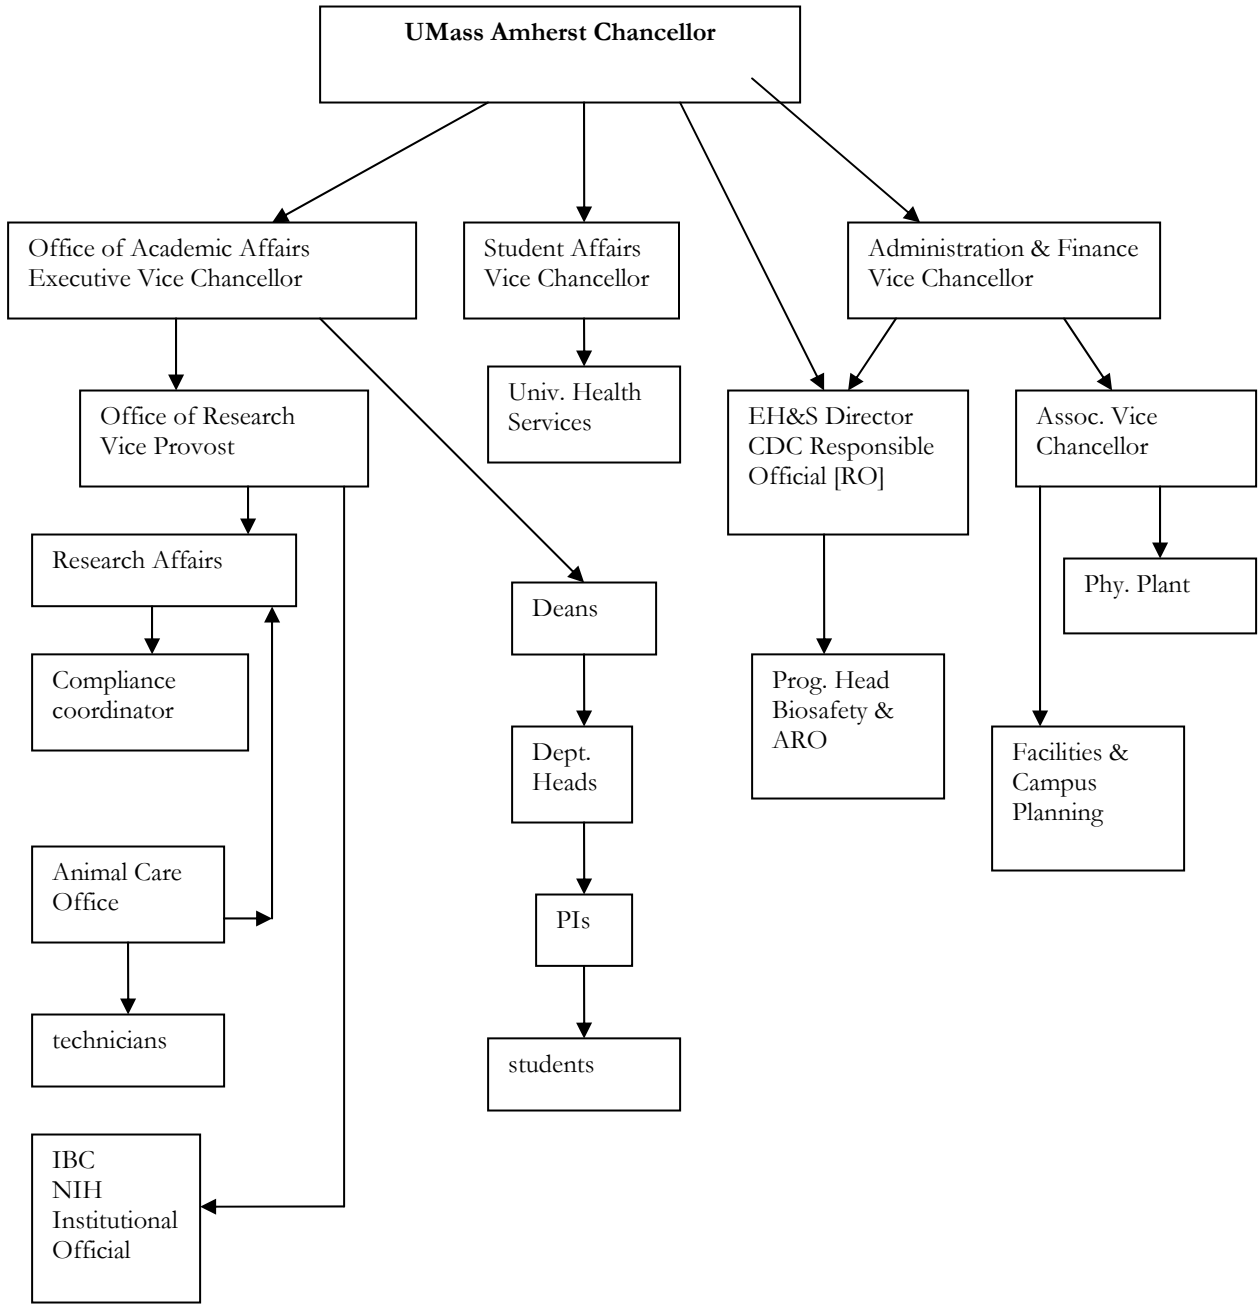 UMass Amherst Chancellor
Office of Academic Affairs
Executive Vice Chancellor
Student Affairs
Vice Chancellor
Administration & Finance
Vice Chancellor
Office of Research
Vice Provost
Univ. Health
Services
EH&S Director
CDC Responsible
Official [RO]
Assoc. Vice
Chancellor
Research Affairs
Phy. Plant
Deans
Compliance
coordinator
Prog. Head
Biosafety &
ARO
Dept.
Heads
Facilities &
Campus
Planning
Animal Care
Office
PIs
technicians
students
IBC
NIH
Institutional
Official